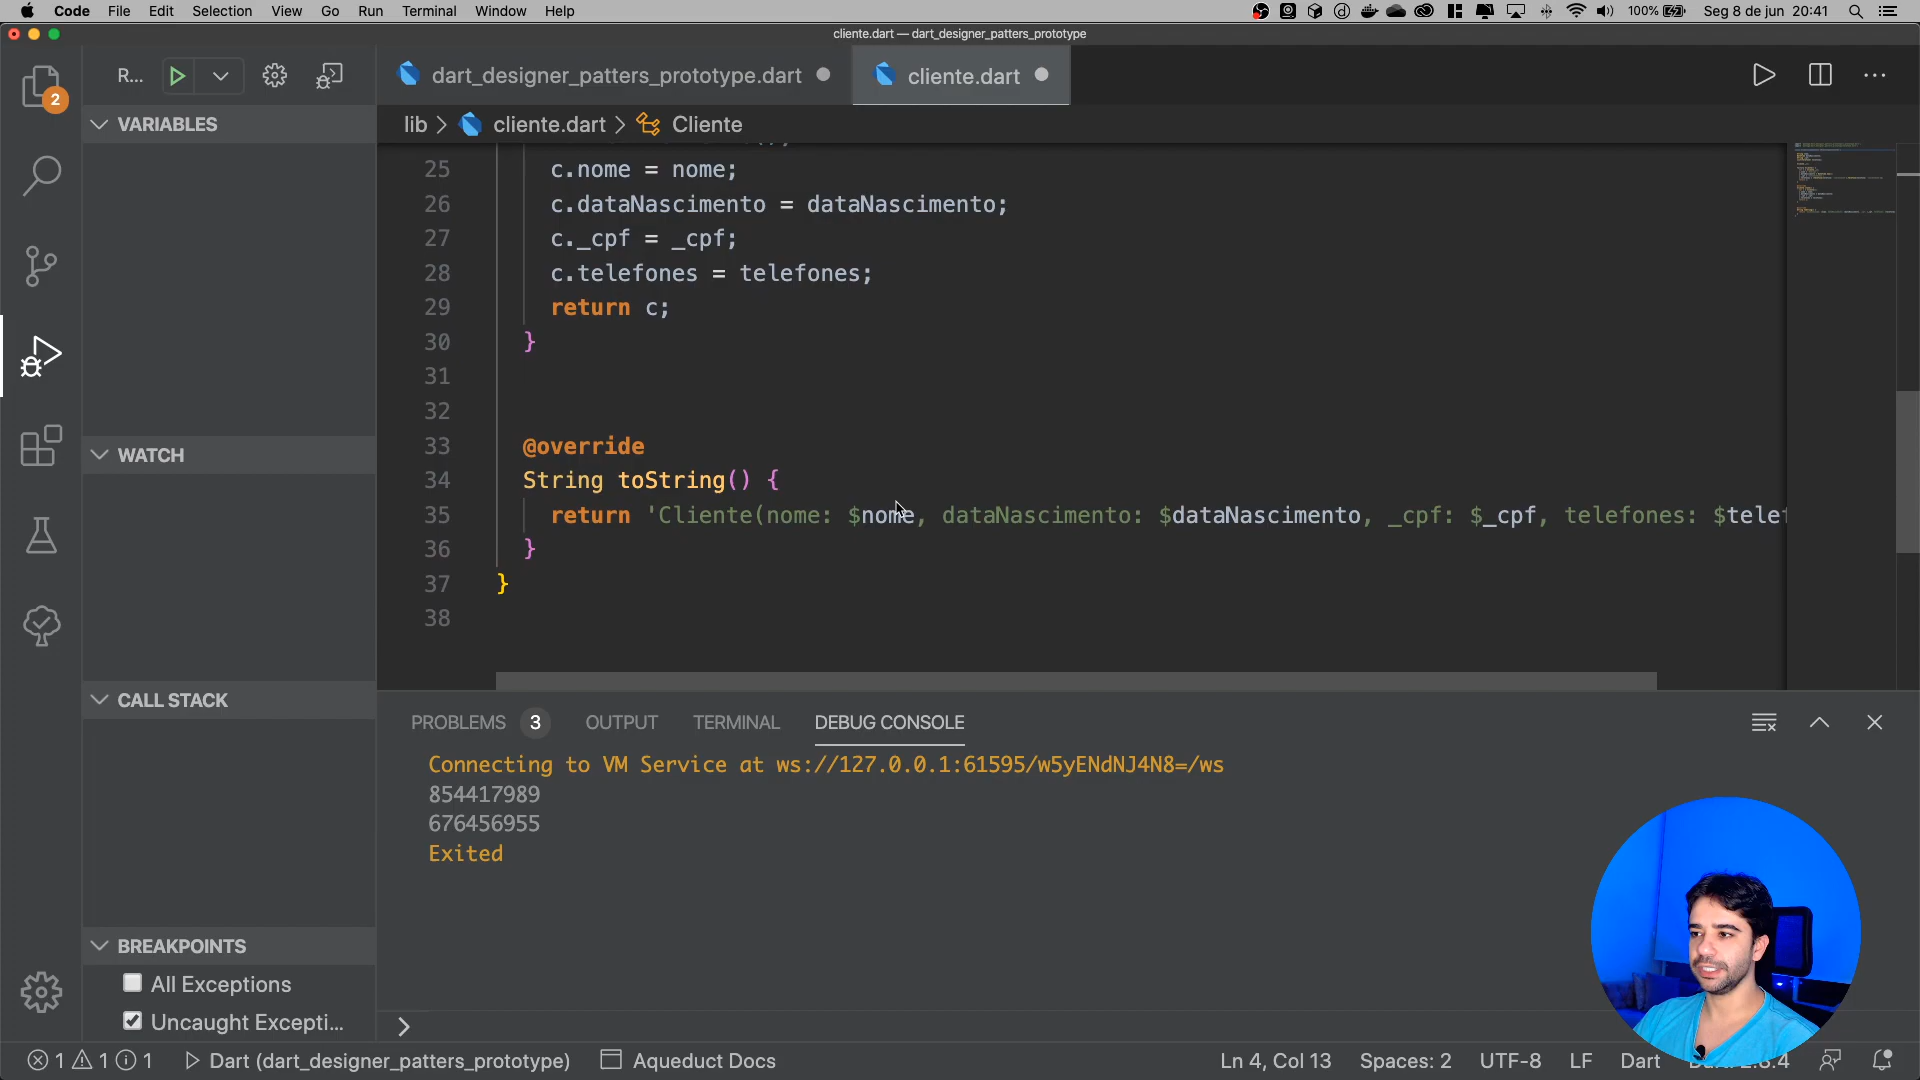 Code File Edit Selection View Go Run Terminal Window Help 100% Seg 8 de jun 20:41
cliente.dart — dart_designer_patters_prototype
R...
dart_designer_patters_prototype.dart
cliente.dart
2
VARIABLES
lib > cliente.dart > Cliente
25 c.nome = nome;
26 c.dataNascimento = dataNascimento;
27 c._cpf = _cpf;
28 c.telefones = telefones;
29 return c;
30 }
31
32
33 @override
34 String toString() {
35 return 'Cliente(nome: $nome, dataNascimento: $dataNascimento, _cpf: $_cpf, telefones: $telef
36 }
37 }
38
WATCH
CALL STACK
BREAKPOINTS
All Exceptions
Uncaught Excepti...
PROBLEMS 3 OUTPUT TERMINAL DEBUG CONSOLE
Connecting to VM Service at ws://127.0.0.1:61595/w5yENdNJ4N8=/ws
854417989
676456955
Exited
1 1 1 Dart (dart_designer_patters_prototype) Aqueduct Docs Ln 4, Col 13 Spaces: 2 UTF-8 LF Dart